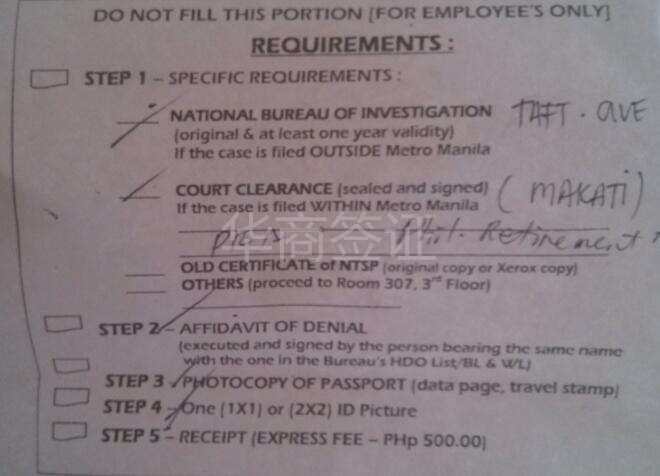 DO NOT FILL THIS PORTION [FOR EMPLOYEE'S ONLY]
REQUIREMENTS :
STEP 1 – SPECIFIC REQUIREMENTS :
NATIONAL BUREAU OF INVESTIGATION TAFT . AVE
(original & at least one year validity)
If the case is filed OUTSIDE Metro Manila
COURT CLEARANCE (sealed and signed) (MAKATI)
If the case is filed WITHIN Metro Manila
Phil. Retirement
华商签证
OLD CERTIFICATE of NTSP (original copy or Xerox copy)
OTHERS (proceed to Room 307, 3rd Floor)
STEP 2 – AFFIDAVIT OF DENIAL
(executed and signed by the person bearing the same name
with the one in the Bureau's HDO List/BL & WL)
STEP 3 PHOTOCOPY OF PASSPORT (data page, travel stamp)
STEP 4 – One (1X1) or (2X2) ID Picture
STEP 5 – RECEIPT (EXPRESS FEE – PHp 500.00)